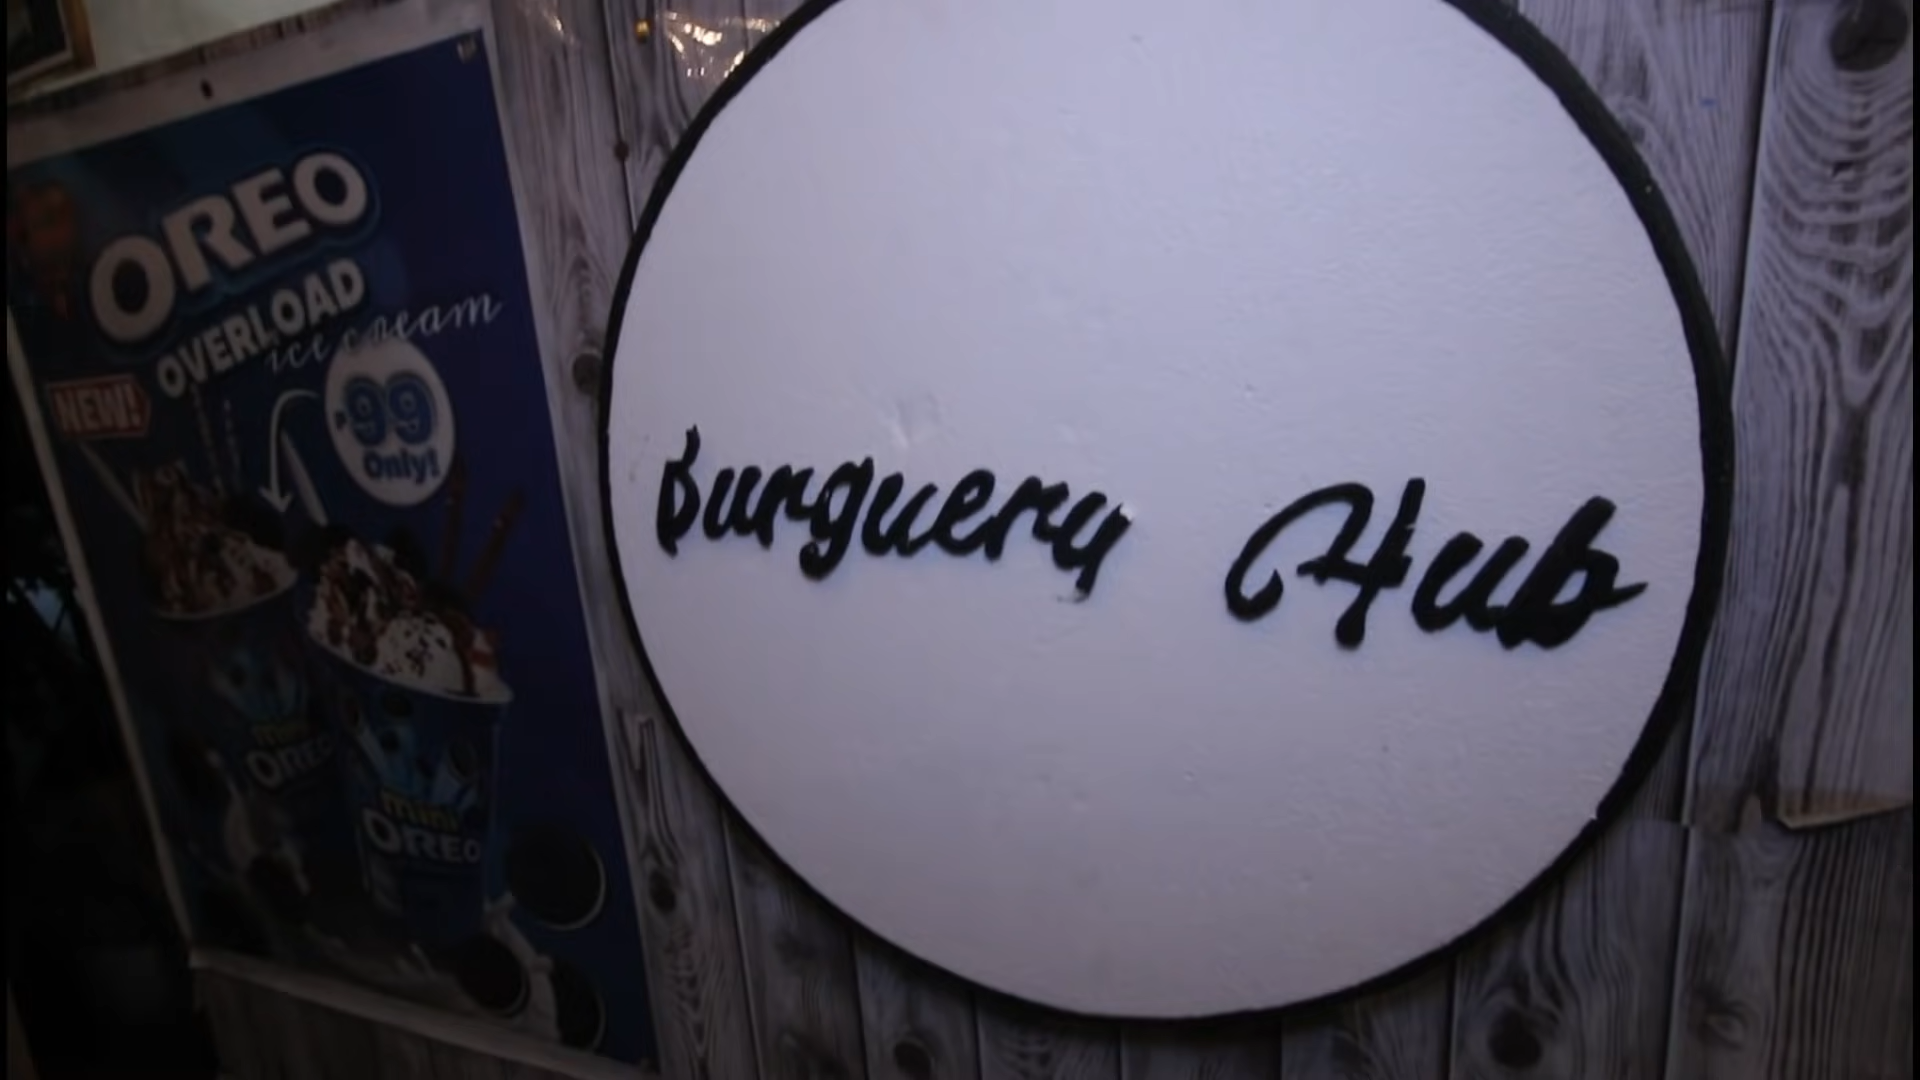 OREO
OVERLOAD
ice cream
NEW!
99
Only!
Burguery Hub
mini
OREO
mini
OREO